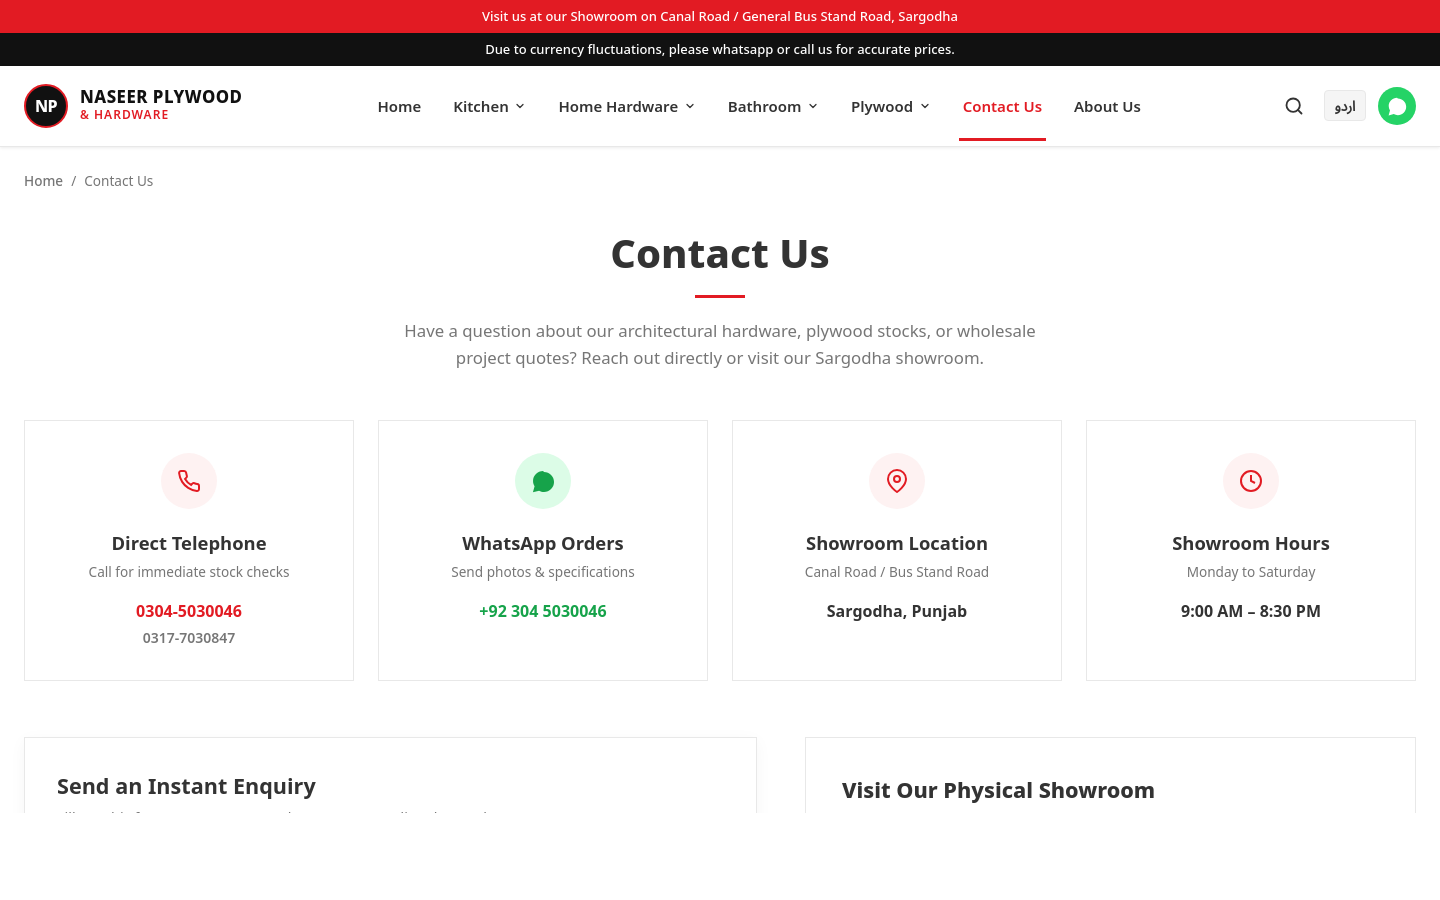 Visit us at our Showroom on Canal Road / General Bus Stand Road, Sargodha
Due to currency fluctuations, please whatsapp or call us for accurate prices.
NP
NASEER PLYWOOD
& HARDWARE
Home
Kitchen
Home Hardware
Bathroom
Plywood
Contact Us
About Us
اردو
Home / Contact Us
Contact Us
Have a question about our architectural hardware, plywood stocks, or wholesale
project quotes? Reach out directly or visit our Sargodha showroom.
Direct Telephone
Call for immediate stock checks
0304-5030046
0317-7030847
WhatsApp Orders
Send photos & specifications
+92 304 5030046
Showroom Location
Canal Road / Bus Stand Road
Sargodha, Punjab
Showroom Hours
Monday to Saturday
9:00 AM – 8:30 PM
Send an Instant Enquiry
Visit Our Physical Showroom